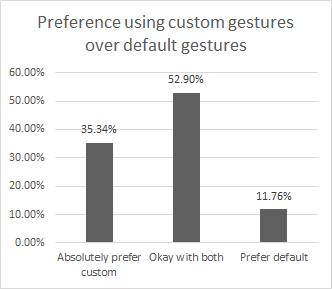 Preference using custom gestures
over default gestures
60.00%
50.00%
40.00%
30.00%
20.00%
10.00%
0.00%
35.34%
52.90%
11.76%
Absolutely prefer
custom
Okay with both
Prefer default